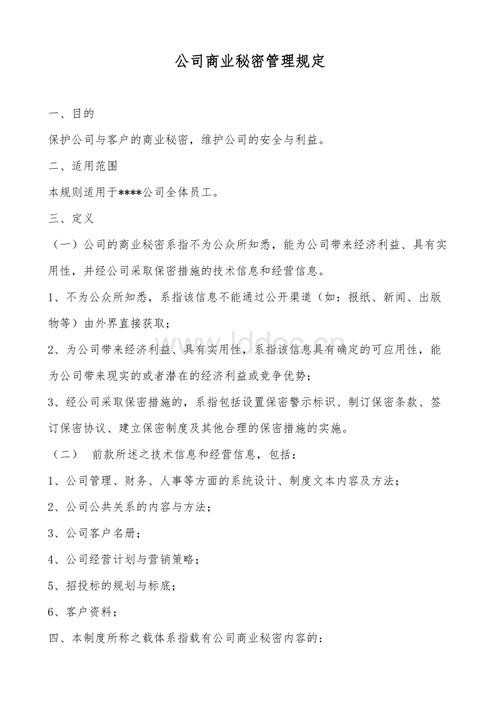 公司商业秘密管理规定
一、目的
保护公司与客户的商业秘密，维护公司的安全与利益。
二、适用范围
本规则适用于****公司全体员工。
三、定义
（一）公司的商业秘密系指不为公众所知悉，能为公司带来经济利益、具有实
用性，并经公司采取保密措施的技术信息和经营信息。
1、不为公众所知悉，系指该信息不能通过公开渠道（如：报纸、新闻、出版
物等）由外界直接获取；
www.lddoc.cn
2、为公司带来经济利益、具有实用性，系指该信息具有确定的可应用性，能
为公司带来现实的或者潜在的经济利益或竞争优势；
3、经公司采取保密措施的，系指包括设置保密警示标识、制订保密条款、签
订保密协议、建立保密制度及其他合理的保密措施的实施。
（二） 前款所述之技术信息和经营信息，包括：
1、公司管理、财务、人事等方面的系统设计、制度文本内容及方法；
2、公司公共关系的内容与方法；
3、公司客户名册；
4、公司经营计划与营销策略；
5、招投标的规划与标底；
6、客户资料；
四、本制度所称之载体系指载有公司商业秘密内容的：